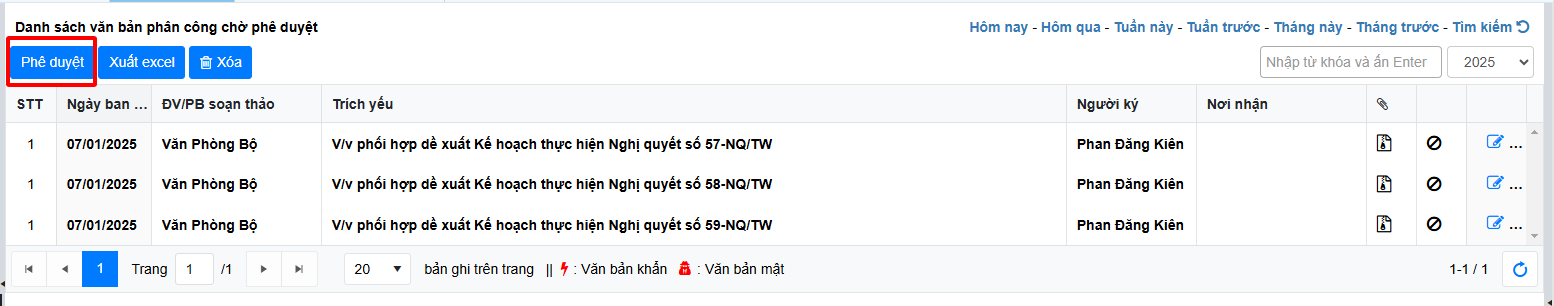 Danh sách văn bản phân công chờ phê duyệt Hôm nay - Hôm qua - Tuần này - Tuần trước - Tháng này - Tháng trước - Tìm kiếm
Phê duyệt Xuất excel Xóa Nhập từ khóa và ấn Enter 2025
STT Ngày ban ... ĐV/PB soạn thảo Trích yếu Người ký Nơi nhận
1 07/01/2025 Văn Phòng Bộ V/v phối hợp dề xuất Kế hoạch thực hiện Nghị quyết số 57-NQ/TW Phan Đăng Kiên ...
1 07/01/2025 Văn Phòng Bộ V/v phối hợp dề xuất Kế hoạch thực hiện Nghị quyết số 58-NQ/TW Phan Đăng Kiên ...
1 07/01/2025 Văn Phòng Bộ V/v phối hợp dề xuất Kế hoạch thực hiện Nghị quyết số 59-NQ/TW Phan Đăng Kiên ...
1 Trang 1 /1 20 bản ghi trên trang || : Văn bản khẩn : Văn bản mật 1-1 / 1